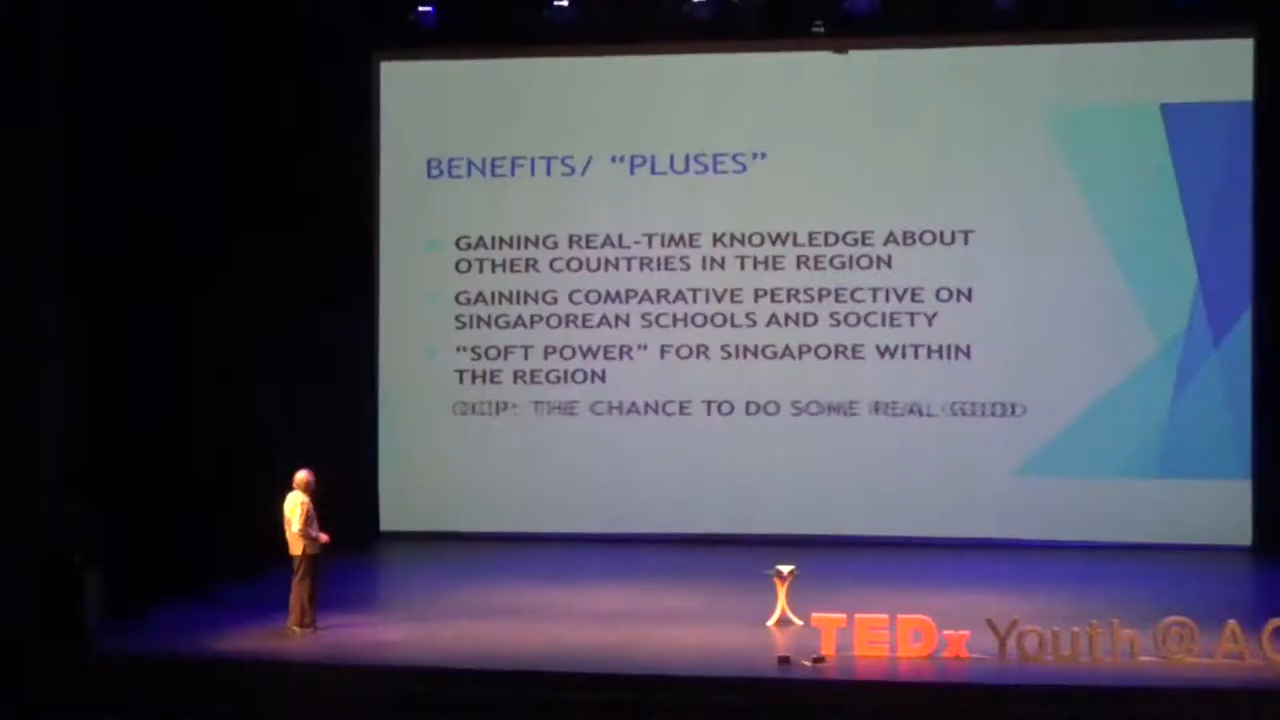 BENEFITS/ “PLUSES”
GAINING REAL-TIME KNOWLEDGE ABOUT
OTHER COUNTRIES IN THE REGION
GAINING COMPARATIVE PERSPECTIVE ON
SINGAPOREAN SCHOOLS AND SOCIETY
“SOFT POWER” FOR SINGAPORE WITHIN
THE REGION
THE CHANCE TO DO SOME REAL GOOD
TEDx Youth@AC